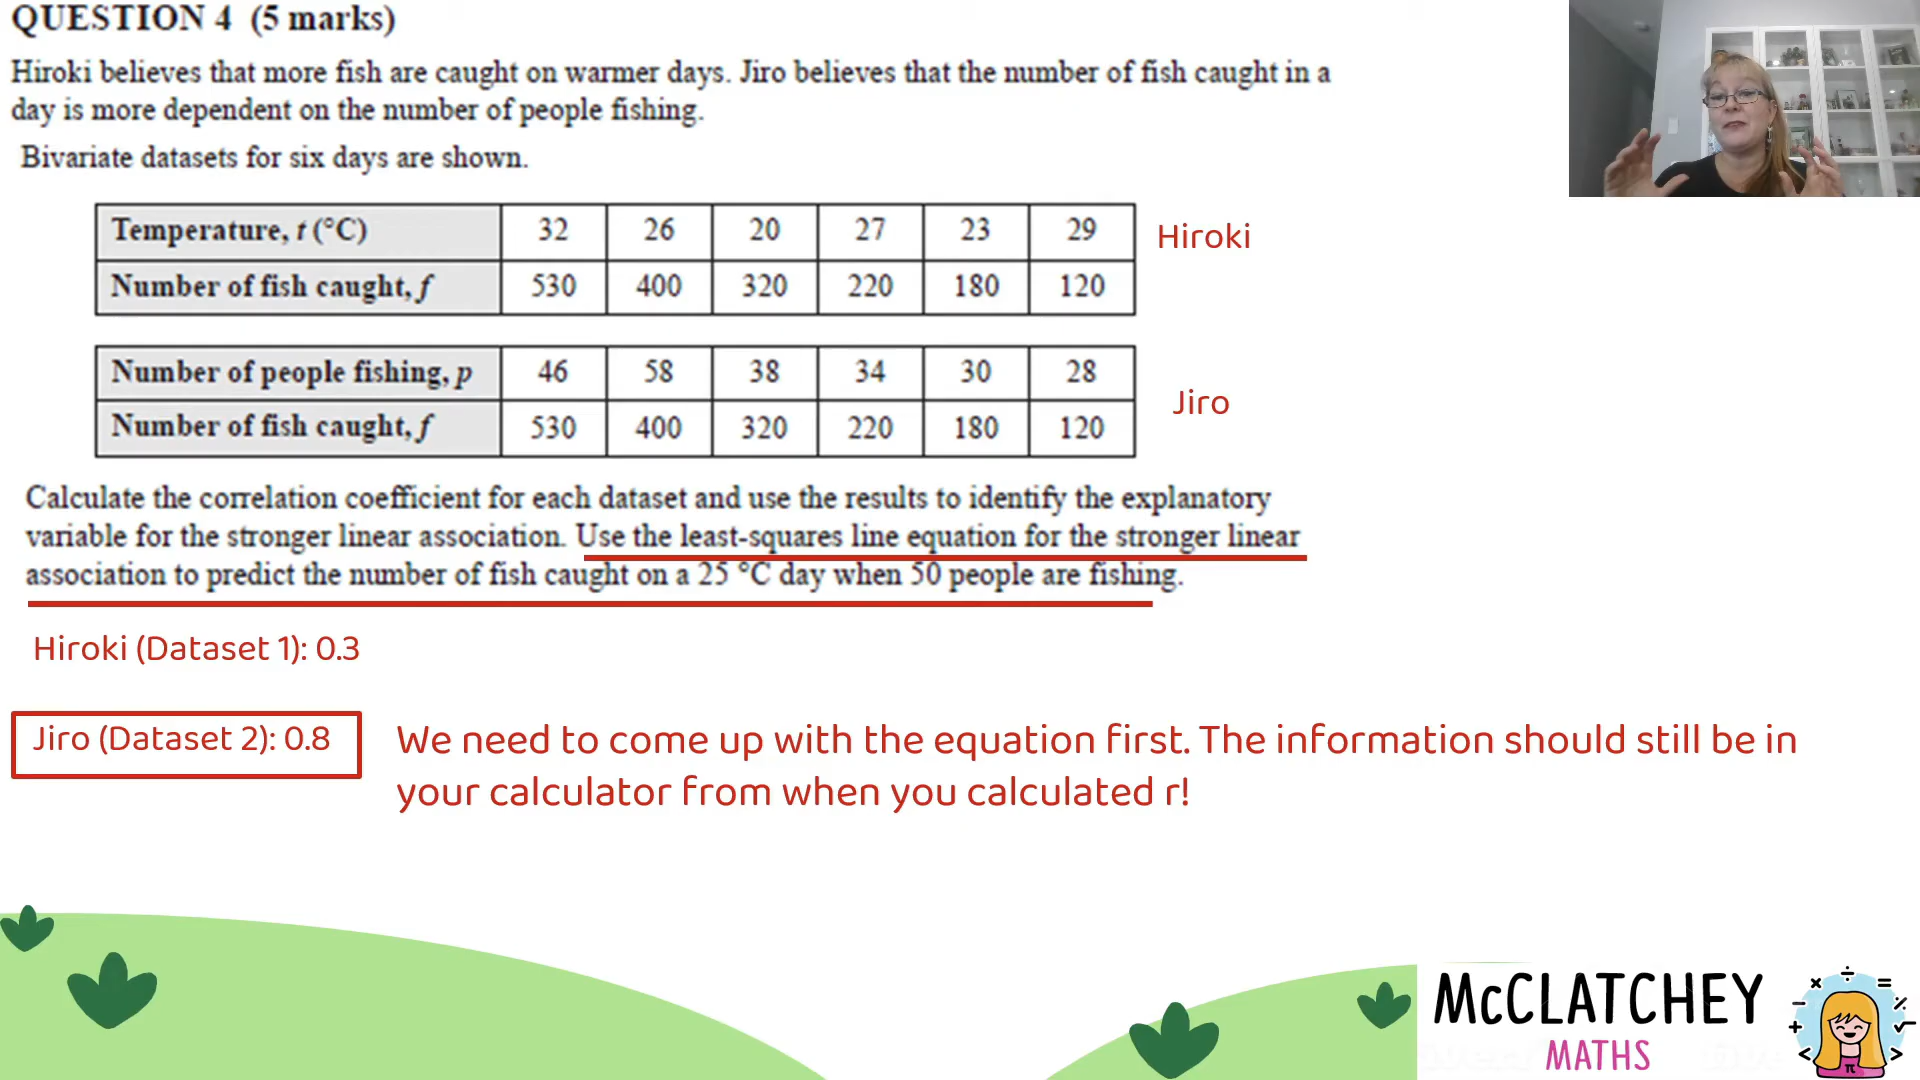 QUESTION 4 (5 marks)
Hiroki believes that more fish are caught on warmer days. Jiro believes that the number of fish caught in a
day is more dependent on the number of people fishing.
Bivariate datasets for six days are shown.
Temperature, t (°C) 32 26 20 27 23 29
Hiroki
Number of fish caught, f 530 400 320 220 180 120
Number of people fishing, p 46 58 38 34 30 28
Jiro
Number of fish caught, f 530 400 320 220 180 120
Calculate the correlation coefficient for each dataset and use the results to identify the explanatory
variable for the stronger linear association. Use the least-squares line equation for the stronger linear
association to predict the number of fish caught on a 25 °C day when 50 people are fishing.
Hiroki (Dataset 1): 0.3
Jiro (Dataset 2): 0.8
We need to come up with the equation first. The information should still be in
your calculator from when you calculated r!
McCLATCHEY
MATHS